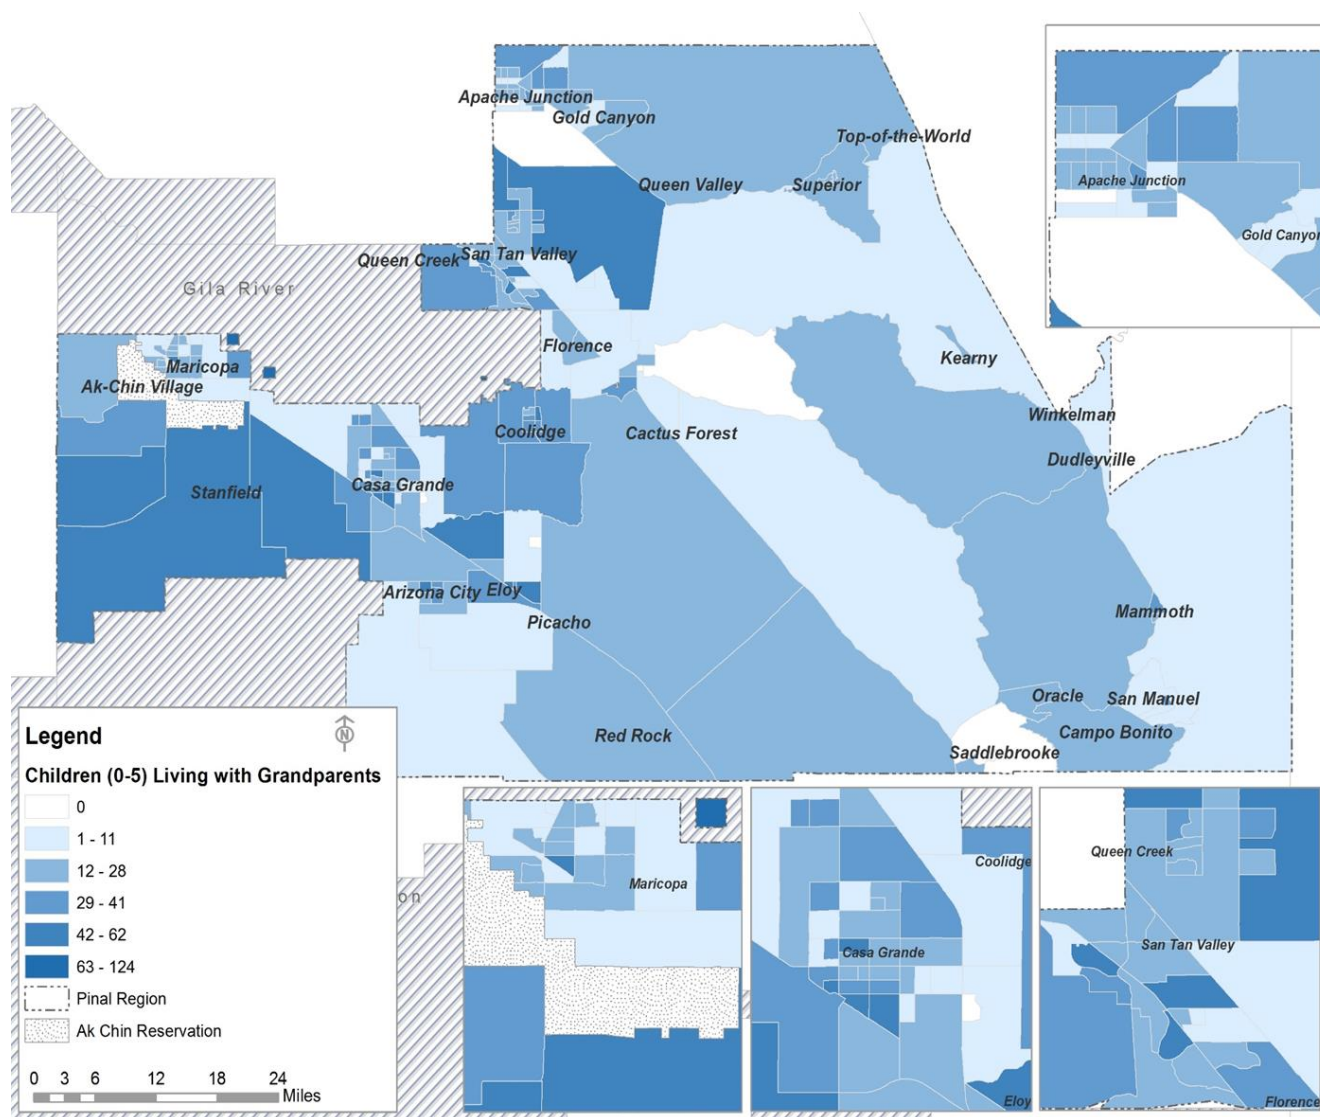 Apache Junction
Gold Canyon
Top-of-the-World
Queen Valley
Superior
Queen Creek
San Tan Valley
Gila River
Florence
Kearny
Maricopa
Ak-Chin Village
Winkelman
Coolidge
Cactus Forest
Dudleyville
Stanfield
Casa Grande
Arizona City
Eloy
Mammoth
Picacho
Oracle
San Manuel
Red Rock
Campo Bonito
Saddlebrooke
Apache Junction
Gold Canyon
Legend
N
Children (0-5) Living with Grandparents
0
1 - 11
12 - 28
29 - 41
42 - 62
63 - 124
Pinal Region
Ak Chin Reservation
0 3 6 12 18 24
Miles
on
Maricopa
Coolidge
Casa Grande
Eloy
Queen Creek
San Tan Valley
Florence